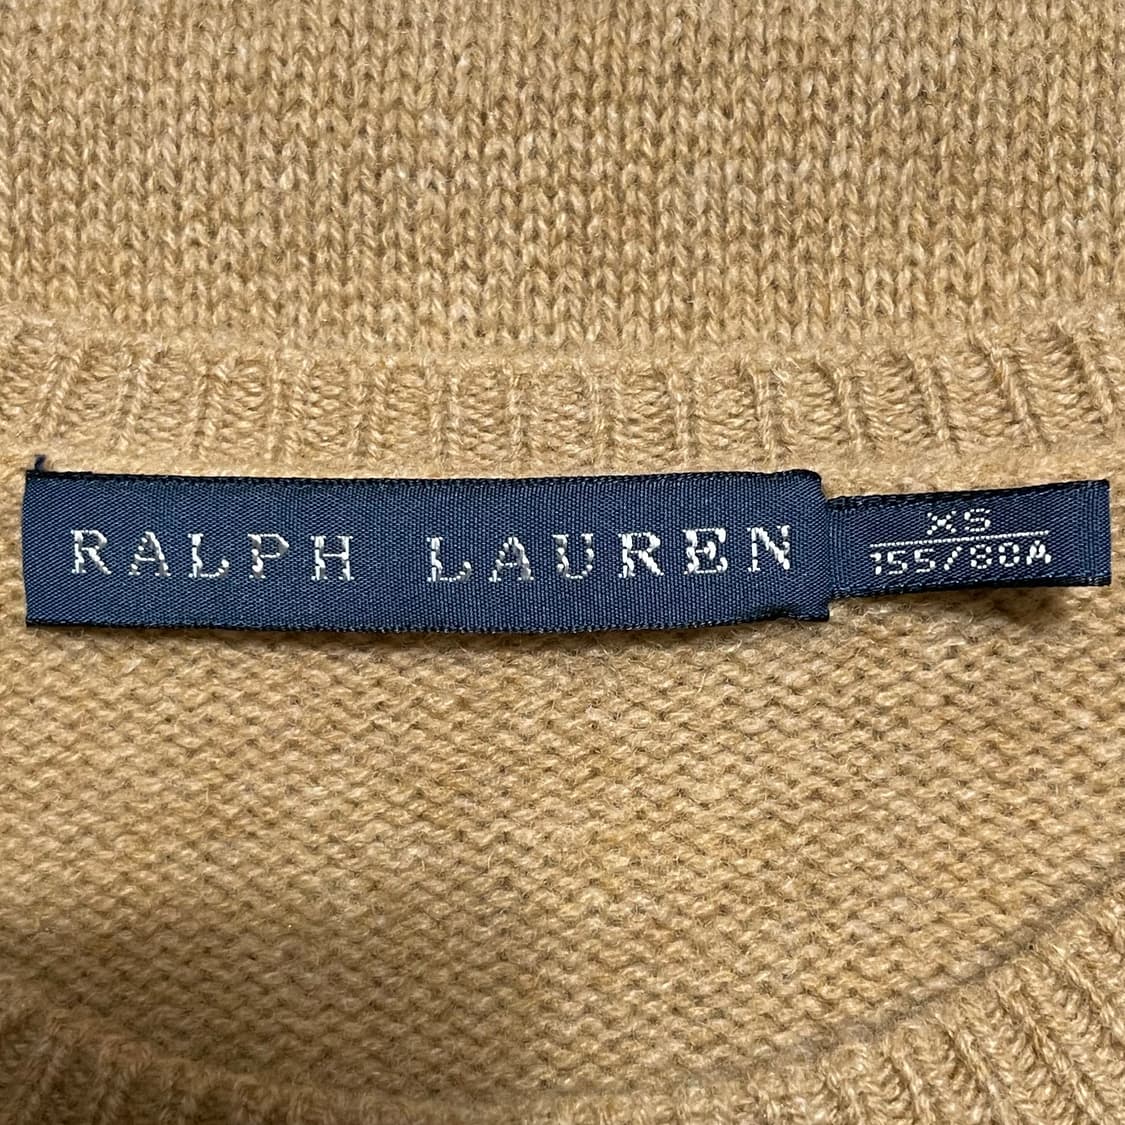 RALPH LAUREN
XS
155/80A